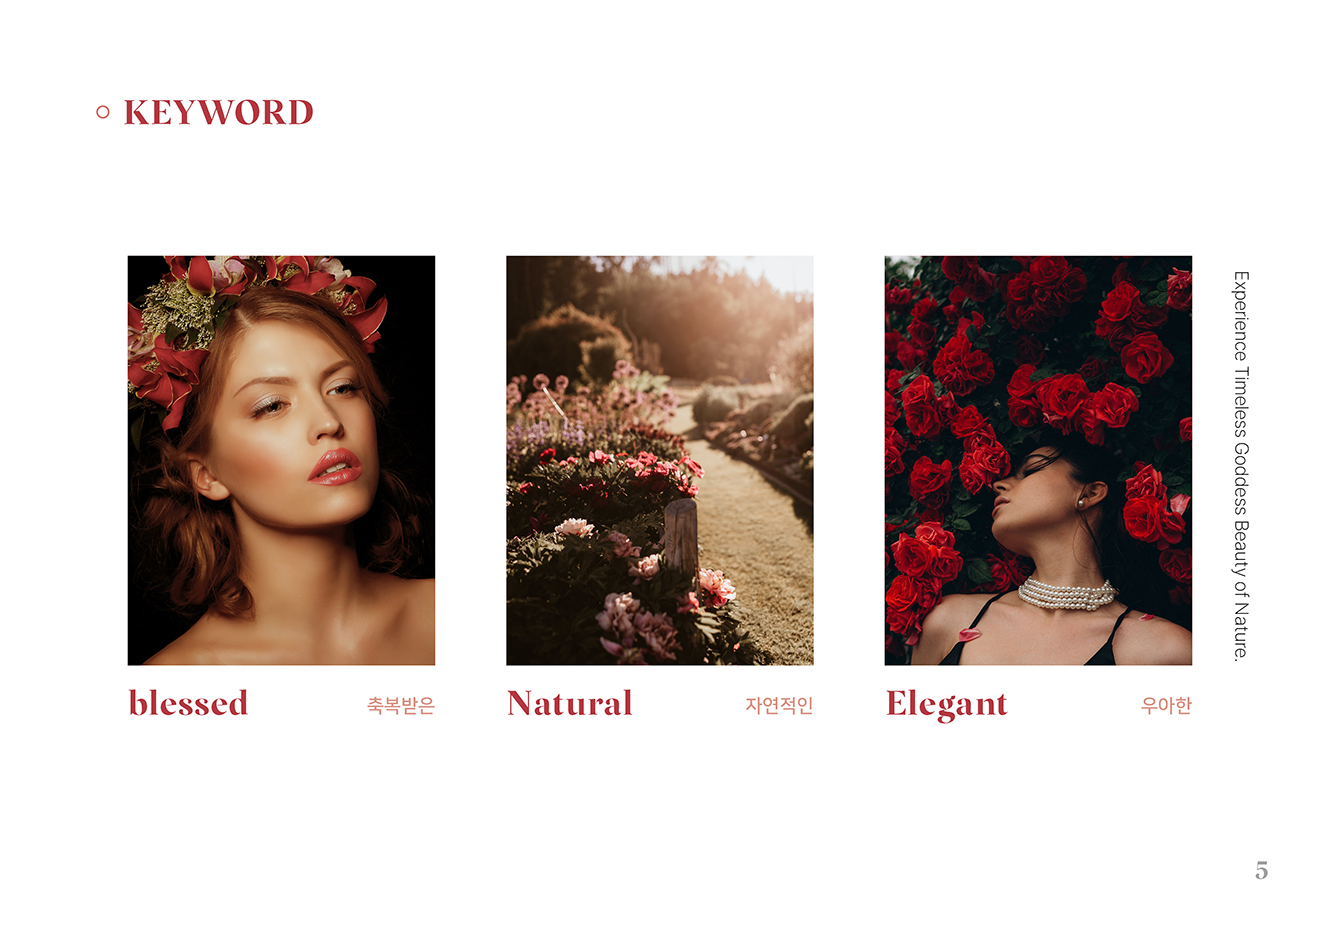 KEYWORD
Experience Timeless Goddess Beauty of Nature.
blessed 축복받은
Natural 자연적인
Elegant 우아한
5